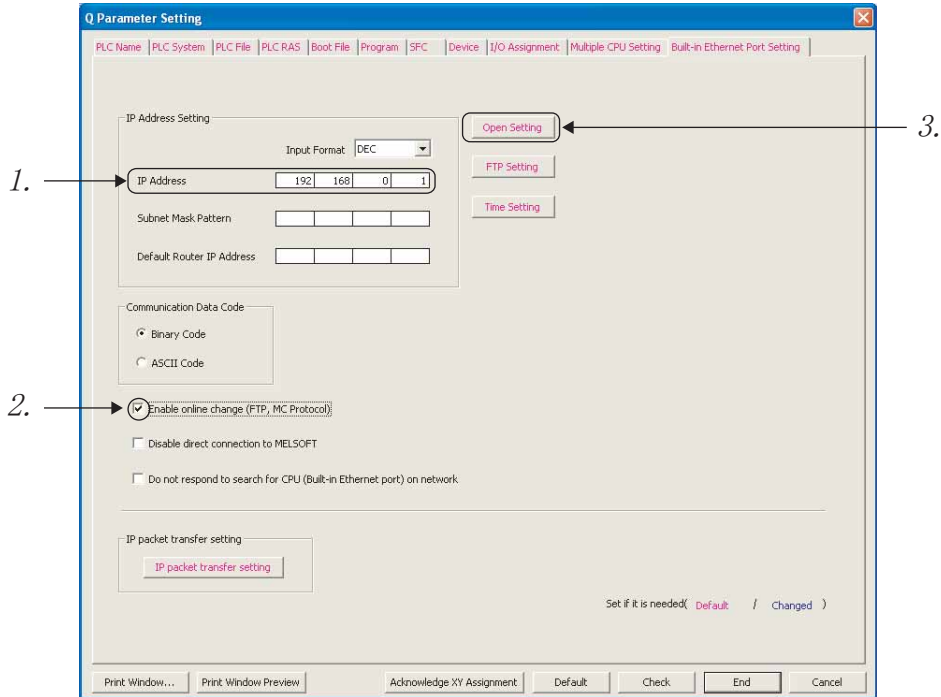 Q Parameter Setting
PLC Name PLC System PLC File PLC RAS Boot File Program SFC Device I/O Assignment Multiple CPU Setting Built-in Ethernet Port Setting
IP Address Setting
Input Format DEC
1. IP Address 192 168 0 1
Subnet Mask Pattern
Default Router IP Address
Open Setting 3.
FTP Setting
Time Setting
Communication Data Code
Binary Code
ASCII Code
2. Enable online change (FTP, MC Protocol)
Disable direct connection to MELSOFT
Do not respond to search for CPU (Built-in Ethernet port) on network
IP packet transfer setting
IP packet transfer setting
Set if it is needed( Default / Changed )
Print Window... Print Window Preview Acknowledge XY Assignment Default Check End Cancel